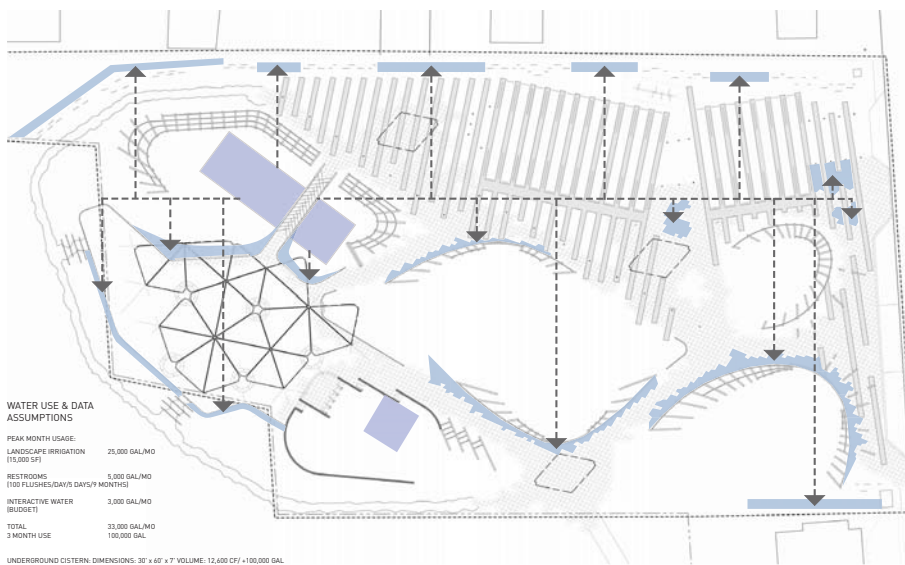 WATER USE & DATA
ASSUMPTIONS
PEAK MONTH USAGE:
LANDSCAPE IRRIGATION 25,000 GAL/MO
(15,000 SF)
RESTROOMS 5,000 GAL/MO
(100 FLUSHES/DAY/5 DAYS/9 MONTHS)
INTERACTIVE WATER 3,000 GAL/MO
(BUDGET)
TOTAL 33,000 GAL/MO
3 MONTH USE 100,000 GAL
UNDERGROUND CISTERN: DIMENSIONS: 30' x 60' x 7' VOLUME: 12,600 CF/ +100,000 GAL